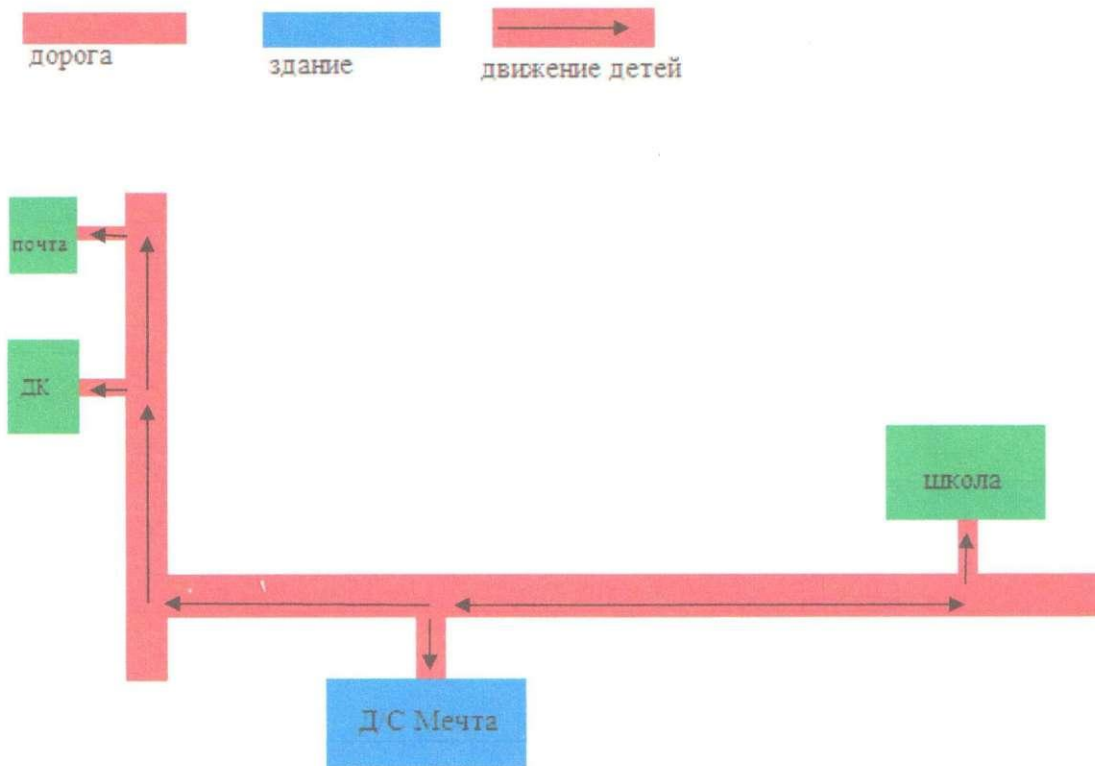 дорога
здание
движение детей
почта
ДК
школа
Д/С Мечта